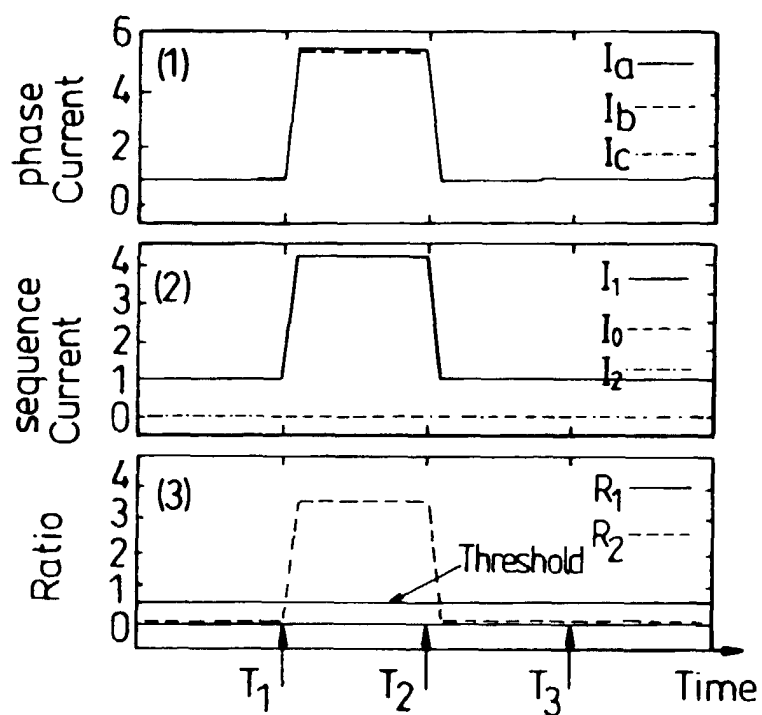 phase
Current
6
4
2
0
(1)
Ia
Ib
Ic
sequence
Current
4
3
2
1
0
(2)
I1
I0
I2
Ratio
4
3
2
1
0
(3)
R1
R2
Threshold
T1 T2 T3 Time